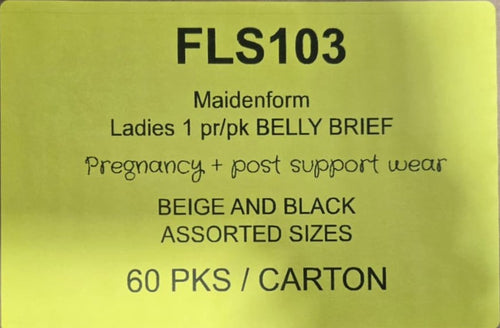 FLS103
Maidenform
Ladies 1 pr/pk BELLY BRIEF
Pregnancy + post support wear
BEIGE AND BLACK
ASSORTED SIZES
60 PKS / CARTON